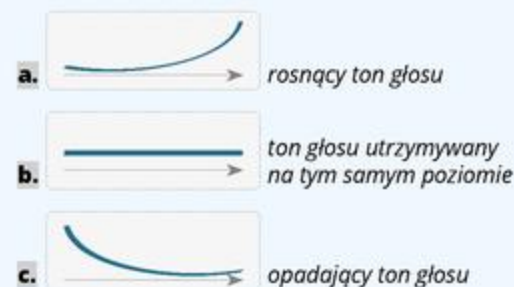 a. rosnący ton głosu
b. ton głosu utrzymywany
na tym samym poziomie
c. opadający ton głosu